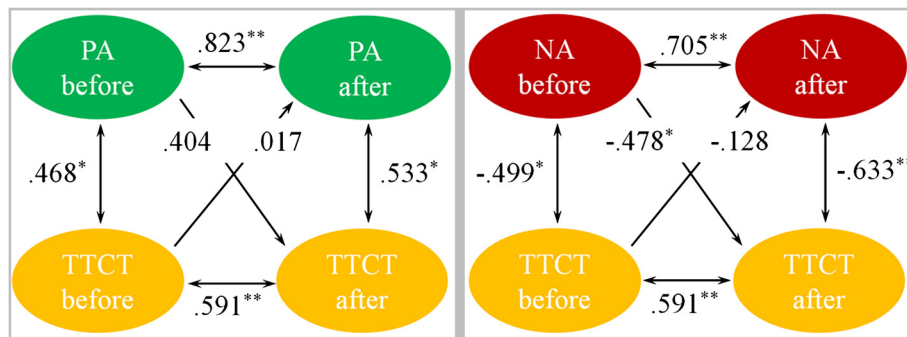 PA
before
.823**
PA
after
NA
before
.705**
NA
after
.404
.017
-.478*
-.128
.468*
.533*
-.499*
-.633**
TTCT
before
.591**
TTCT
after
TTCT
before
.591**
TTCT
after